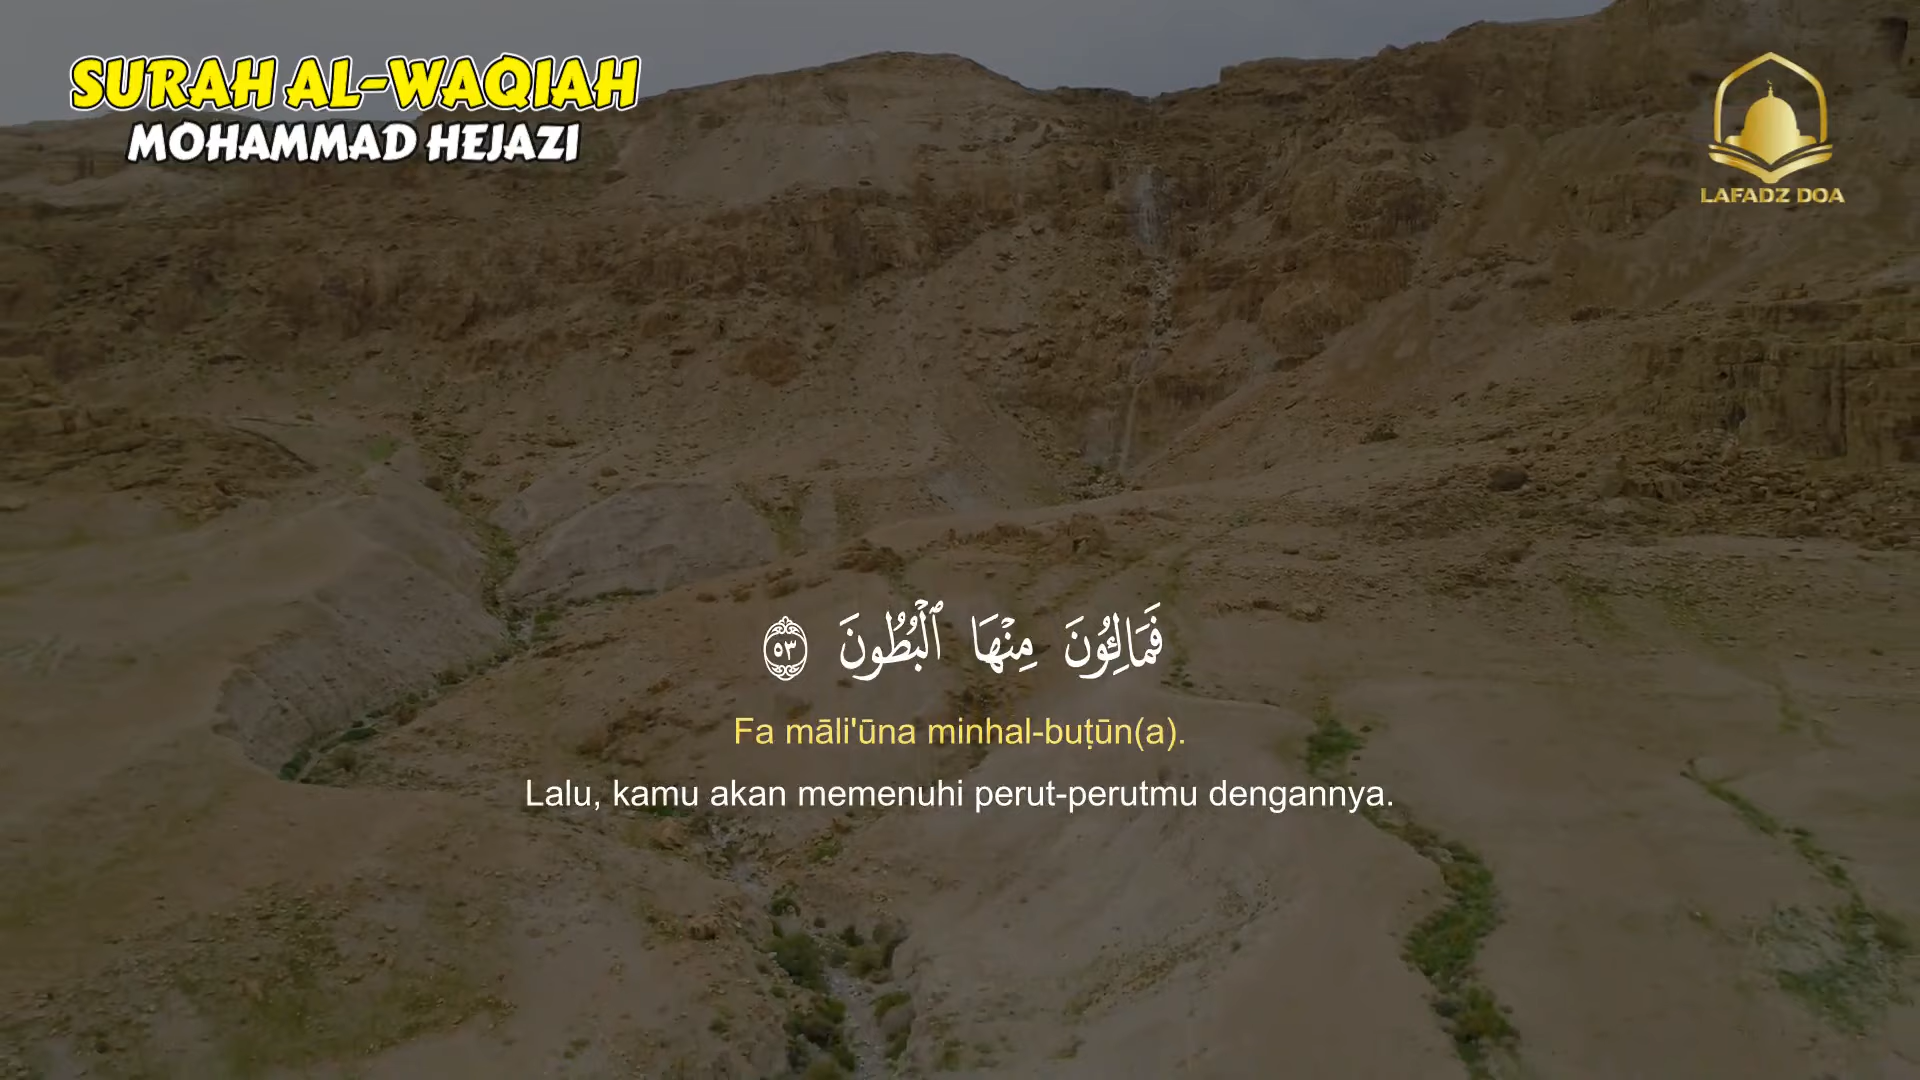 SURAH AL-WAQIAH
MOHAMMAD HEJAZI
LAFADZ DOA
فَمَالِـُٔونَ مِنْهَا ٱلْبُطُونَ ٥٣
Fa māli'ūna minhal-buṭūn(a).
Lalu, kamu akan memenuhi perut-perutmu dengannya.